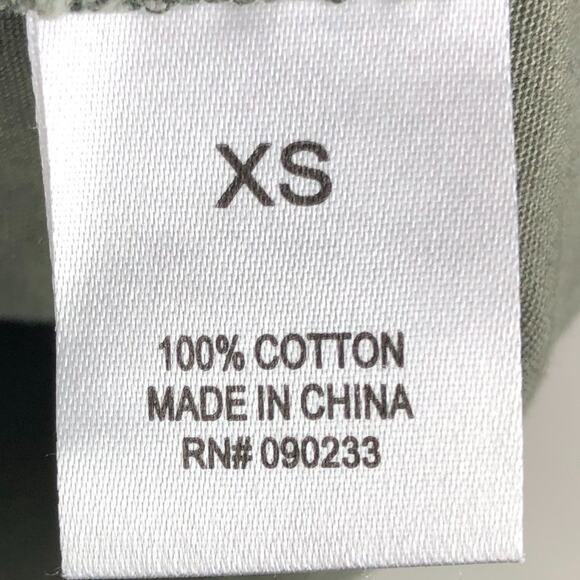 XS
100% COTTON
MADE IN CHINA
RN# 090233